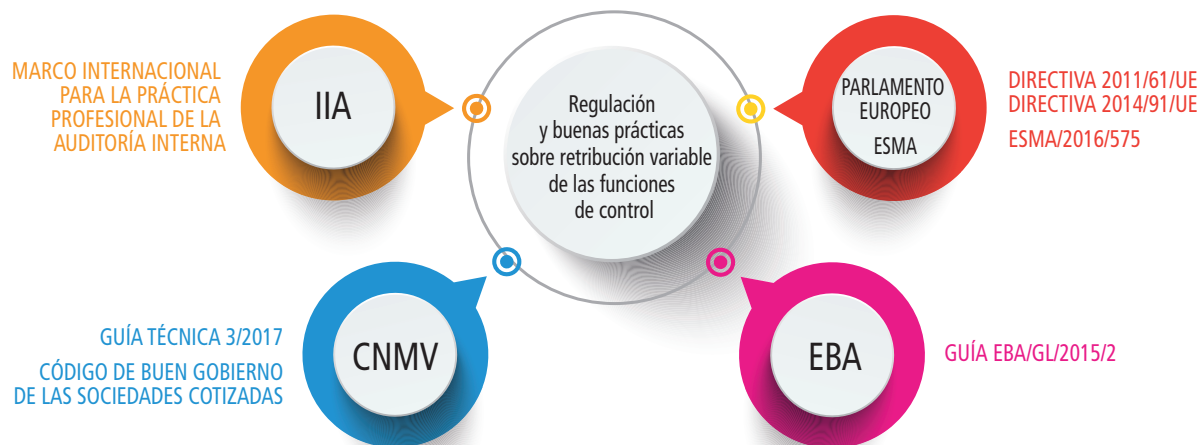 MARCO INTERNACIONAL
PARA LA PRÁCTICA
PROFESIONAL DE LA
AUDITORÍA INTERNA
IIA
Regulación
y buenas prácticas
sobre retribución variable
de las funciones
de control
PARLAMENTO
EUROPEO
ESMA
DIRECTIVA 2011/61/UE
DIRECTIVA 2014/91/UE
ESMA/2016/575
GUÍA TÉCNICA 3/2017
CÓDIGO DE BUEN GOBIERNO
DE LAS SOCIEDADES COTIZADAS
CNMV
EBA
GUÍA EBA/GL/2015/2